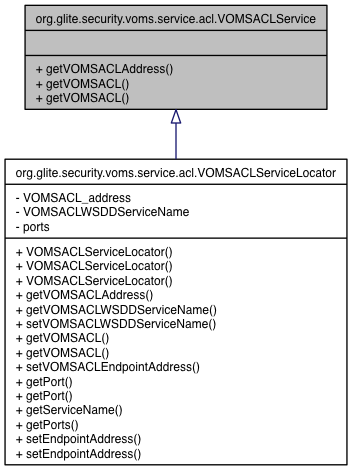 org.glite.security.voms.service.acl.VOMSACLService
+ getVOMSACLAddress()
+ getVOMSACL()
+ getVOMSACL()
org.glite.security.voms.service.acl.VOMSACLServiceLocator
- VOMSACL_address
- VOMSACLWSDDServiceName
- ports
+ VOMSACLServiceLocator()
+ VOMSACLServiceLocator()
+ VOMSACLServiceLocator()
+ getVOMSACLAddress()
+ getVOMSACLWSDDServiceName()
+ setVOMSACLWSDDServiceName()
+ getVOMSACL()
+ getVOMSACL()
+ setVOMSACLEndpointAddress()
+ getPort()
+ getPort()
+ getServiceName()
+ getPorts()
+ setEndpointAddress()
+ setEndpointAddress()